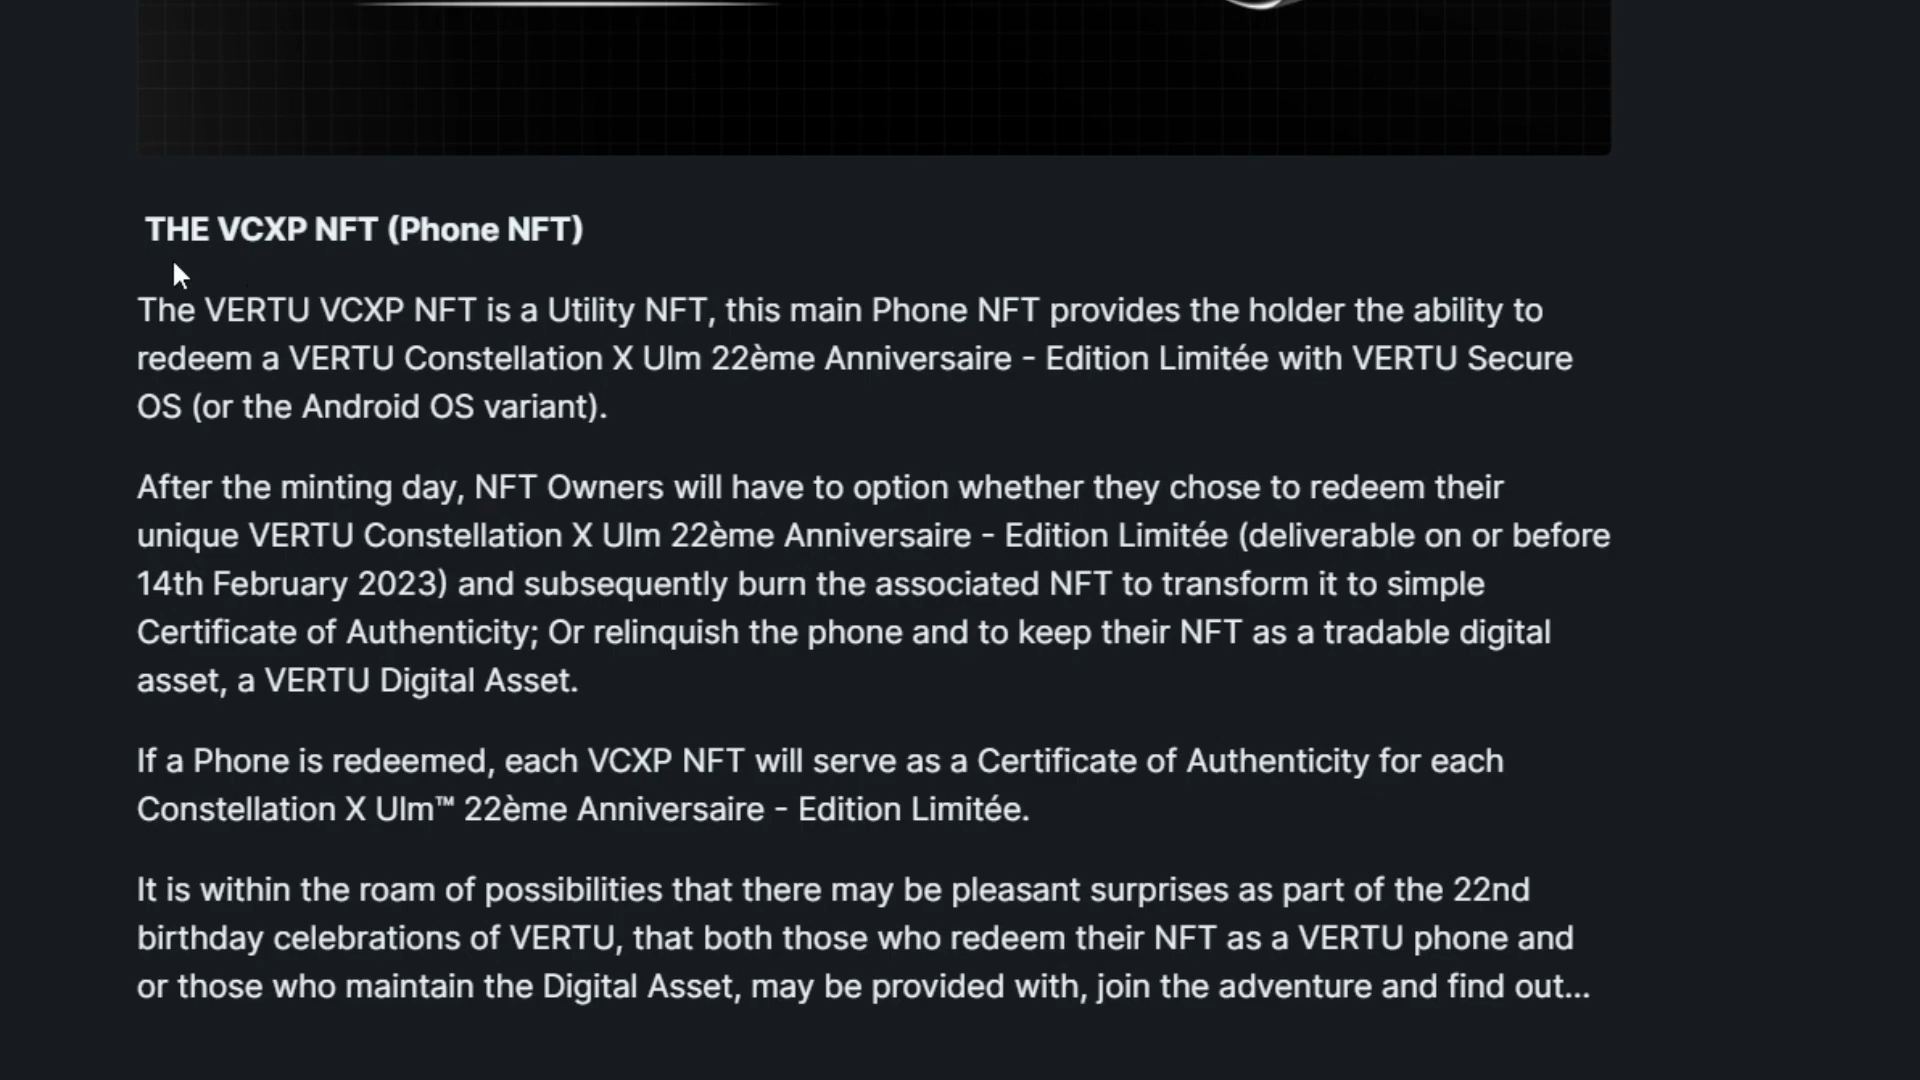 THE VCXP NFT (Phone NFT)
The VERTU VCXP NFT is a Utility NFT, this main Phone NFT provides the holder the ability to
redeem a VERTU Constellation X Ulm 22ème Anniversaire - Edition Limitée with VERTU Secure
OS (or the Android OS variant).
After the minting day, NFT Owners will have to option whether they chose to redeem their
unique VERTU Constellation X Ulm 22ème Anniversaire - Edition Limitée (deliverable on or before
14th February 2023) and subsequently burn the associated NFT to transform it to simple
Certificate of Authenticity; Or relinquish the phone and to keep their NFT as a tradable digital
asset, a VERTU Digital Asset.
If a Phone is redeemed, each VCXP NFT will serve as a Certificate of Authenticity for each
Constellation X Ulm™ 22ème Anniversaire - Edition Limitée.
It is within the roam of possibilities that there may be pleasant surprises as part of the 22nd
birthday celebrations of VERTU, that both those who redeem their NFT as a VERTU phone and
or those who maintain the Digital Asset, may be provided with, join the adventure and find out...